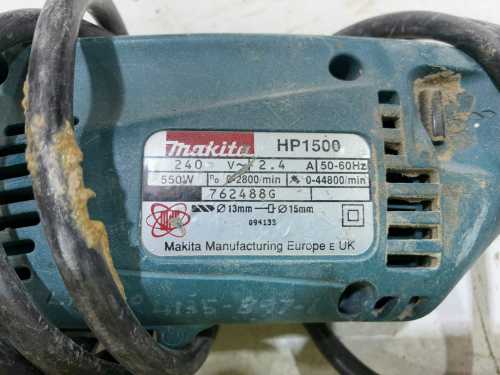 makita HP1500
240 V~ 2.4 A 50-60Hz
550W n₀ 0-2800/min 0-44800/min
762488G
Ø13mm Ø15mm
094133
Makita Manufacturing Europe E UK